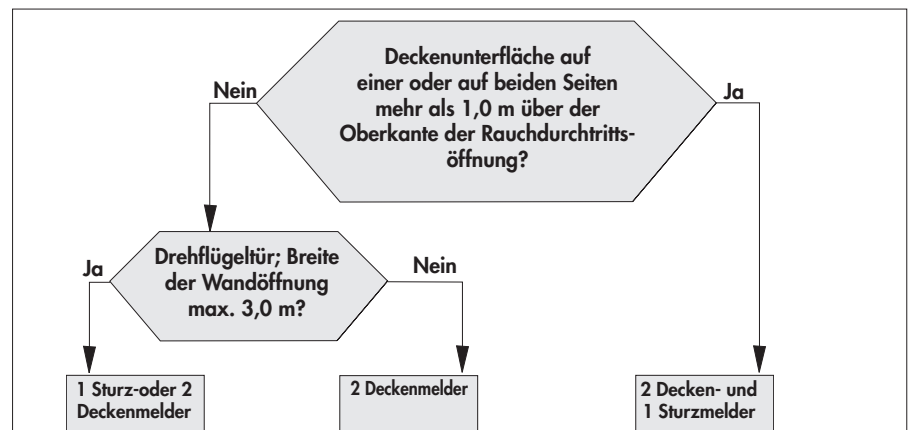 Deckenunterfläche auf
einer oder auf beiden Seiten
mehr als 1,0 m über der
Oberkante der Rauchdurchtritts-
öffnung?
Nein
Ja
Drehflügeltür; Breite
der Wandöffnung
max. 3,0 m?
Ja
Nein
1 Sturz-oder 2
Deckenmelder
2 Deckenmelder
2 Decken- und
1 Sturzmelder